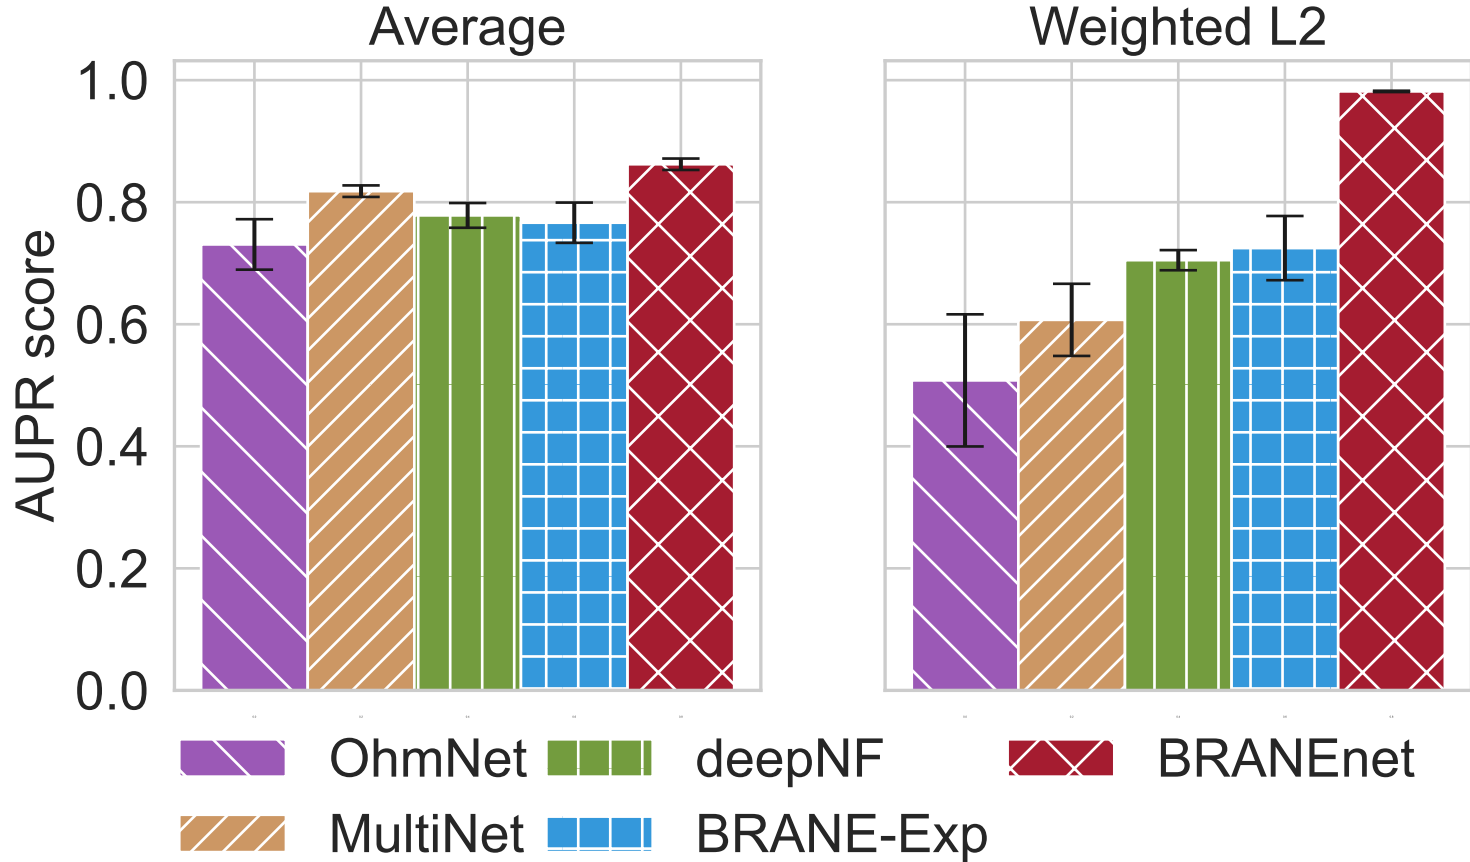 Average
Weighted L2
AUPR score
1.0
0.8
0.6
0.4
0.2
0.0
OhmNet
deepNF
BRANEnet
MultiNet
BRANE-Exp